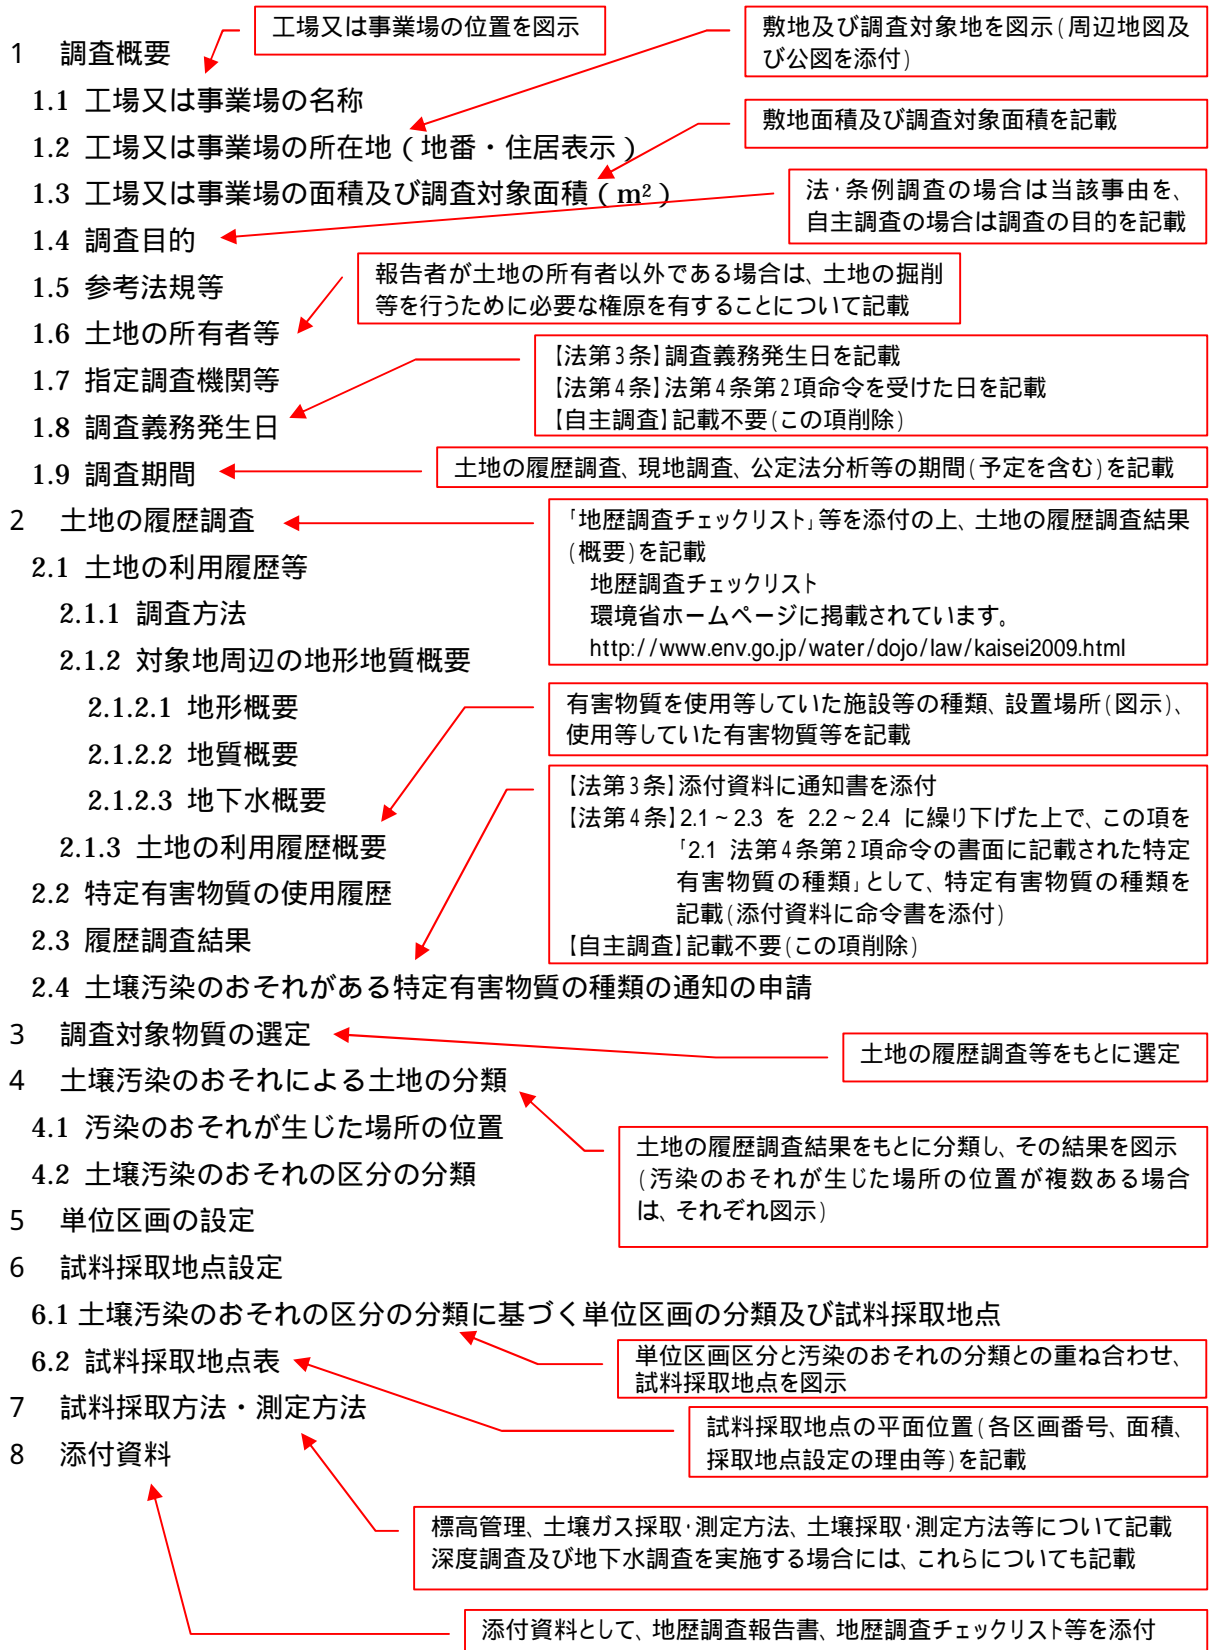 工場又は事業場の位置を図示
敷地及び調査対象地を図示(周辺地図及
び公図を添付)
1 調査概要
1.1 工場又は事業場の名称
敷地面積及び調査対象面積を記載
1.2 工場又は事業場の所在地（地番・住居表示）
1.3 工場又は事業場の面積及び調査対象面積（m²）
法･条例調査の場合は当該事由を、
自主調査の場合は調査の目的を記載
1.4 調査目的
報告者が土地の所有者以外である場合は、土地の掘削
等を行うために必要な権原を有することについて記載
1.5 参考法規等
1.6 土地の所有者等
【法第3条】調査義務発生日を記載
【法第4条】法第4条第2項命令を受けた日を記載
【自主調査】記載不要(この項削除)
1.7 指定調査機関等
1.8 調査義務発生日
1.9 調査期間
土地の履歴調査、現地調査、公定法分析等の期間(予定を含む)を記載
2 土地の履歴調査
「地歴調査チェックリスト」等を添付の上、土地の履歴調査結果
(概要)を記載
地歴調査チェックリスト
環境省ホームページに掲載されています。
http://www.env.go.jp/water/dojo/law/kaisei2009.html
2.1 土地の利用履歴等
2.1.1 調査方法
2.1.2 対象地周辺の地形地質概要
2.1.2.1 地形概要
有害物質を使用等していた施設等の種類、設置場所(図示)、
使用等していた有害物質等を記載
2.1.2.2 地質概要
2.1.2.3 地下水概要
【法第3条】添付資料に通知書を添付
【法第4条】2.1～2.3 を 2.2～2.4 に繰り下げた上で、この項を
「2.1 法第4条第2項命令の書面に記載された特定
有害物質の種類」として、特定有害物質の種類を
記載(添付資料に命令書を添付)
【自主調査】記載不要(この項削除)
2.1.3 土地の利用履歴概要
2.2 特定有害物質の使用履歴
2.3 履歴調査結果
2.4 土壌汚染のおそれがある特定有害物質の種類の通知の申請
3 調査対象物質の選定
土地の履歴調査等をもとに選定
4 土壌汚染のおそれによる土地の分類
4.1 汚染のおそれが生じた場所の位置
土地の履歴調査結果をもとに分類し、その結果を図示
(汚染のおそれが生じた場所の位置が複数ある場合
は、それぞれ図示)
4.2 土壌汚染のおそれの区分の分類
5 単位区画の設定
6 試料採取地点設定
6.1 土壌汚染のおそれの区分の分類に基づく単位区画の分類及び試料採取地点
単位区画区分と汚染のおそれの分類との重ね合わせ、
試料採取地点を図示
6.2 試料採取地点表
7 試料採取方法・測定方法
試料採取地点の平面位置(各区画番号、面積、
採取地点設定の理由等)を記載
8 添付資料
標高管理、土壌ガス採取･測定方法、土壌採取･測定方法等について記載
深度調査及び地下水調査を実施する場合には、これらについても記載
添付資料として、地歴調査報告書、地歴調査チェックリスト等を添付